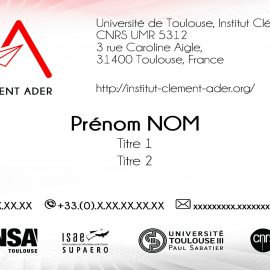 Université de Toulouse, Institut Clé
CNRS UMR 5312
3 rue Caroline Aigle,
31400 Toulouse, France
http://institut-clement-ader.org/
ENT ADER
Prénom NOM
Titre 1
Titre 2
.XX.XX
+33.(0).X.XX.XX.XX.XX
xxxxxxxxx.xxxxxxx
NSA
TOULOUSE
isae
SUPAERO
UNIVERSITÉ
TOULOUSE III
PAUL SABATIER
cnrs